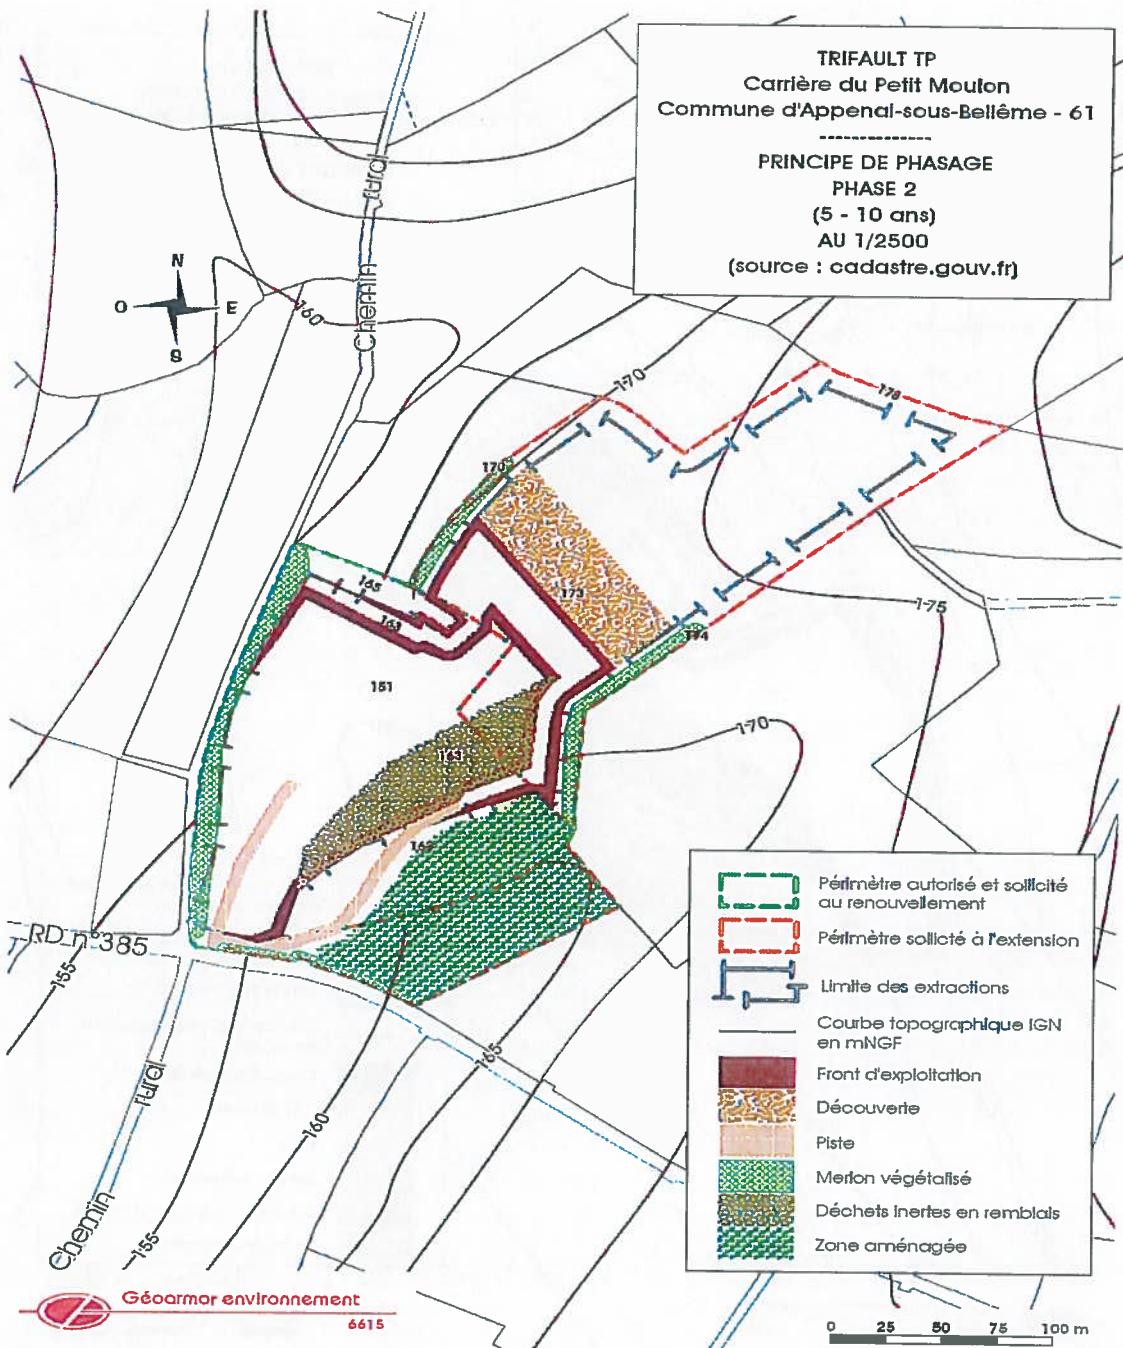 TRIFAULT TP
Carrière du Petit Moulon
Commune d'Appenai-sous-Bellême - 61
--------------
PRINCIPE DE PHASAGE
PHASE 2
(5 - 10 ans)
AU 1/2500
(source : cadastre.gouv.fr)
Chemin rural
N
O
E
S
160
170
178
170
165
163
173
175
174
151
170
163
162
RD n°385
155
165
160
155
Chemin rural
Périmètre autorisé et sollicité
au renouvellement
Périmètre sollicité à l'extension
Limite des extractions
Courbe topographique IGN
en mNGF
Front d'exploitation
Découverte
Piste
Merlon végétalisé
Déchets inertes en remblais
Zone aménagée
Géoarmor environnement
6615
0 25 50 75 100 m